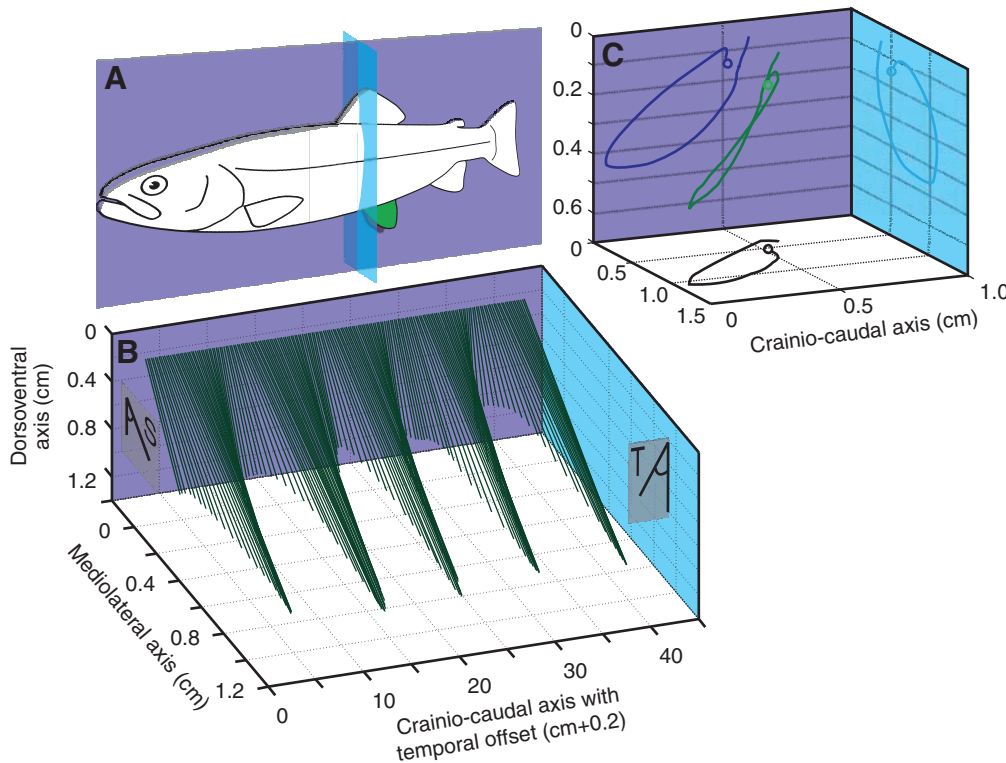 A
B
0
0.4
0.8
1.2
Dorsoventral
axis (cm)
0
0.4
0.8
1.2
Mediolateral axis (cm)
0
10
20
30
40
Crainio-caudal axis with
temporal offset (cm+0.2)
C
0
0.2
0.4
0.6
0
0.5
1.0
1.5
0
0.5
1.0
Crainio-caudal axis (cm)